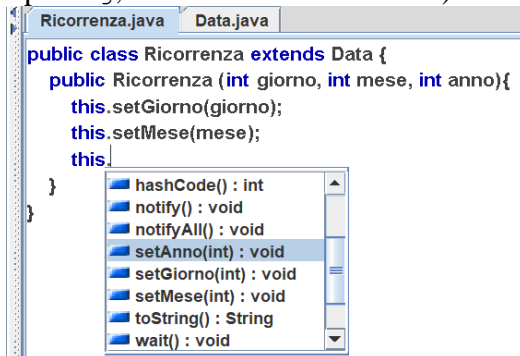 Ricorrenza.java Data.java
public class Ricorrenza extends Data {
public Ricorrenza (int giorno, int mese, int anno){
this.setGiorno(giorno);
this.setMese(mese);
this.
}
}
hashCode() : int
notify() : void
notifyAll() : void
setAnno(int) : void
setGiorno(int) : void
setMese(int) : void
toString() : String
wait() : void